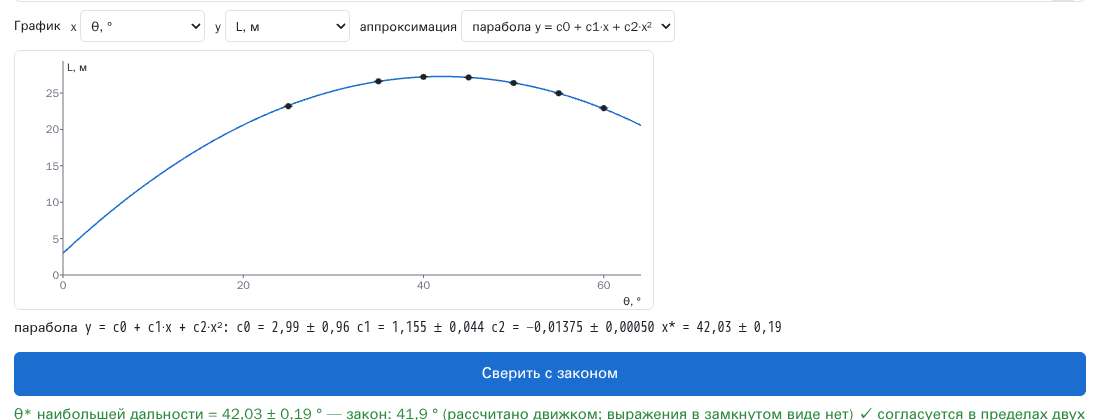 График x θ, ° y L, м аппроксимация парабола y = c0 + c1·x + c2·x²
L, м
25
20
15
10
5
0
0 20 40 60
θ, °
парабола y = c0 + c1·x + c2·x²: c0 = 2,99 ± 0,96 c1 = 1,155 ± 0,044 c2 = −0,01375 ± 0,00050 x* = 42,03 ± 0,19
Сверить с законом
θ* наибольшей дальности = 42,03 ± 0,19 ° — закон: 41,9 ° (рассчитано движком; выражения в замкнутом виде нет) ✓ согласуется в пределах двух